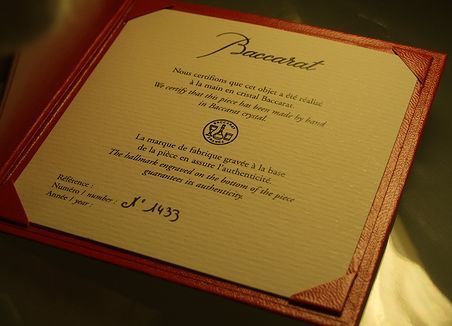 Baccarat
Nous certifions que cet objet a été réalisé
à la main en cristal Baccarat.
We certify that this piece has been made by hand
in Baccarat crystal.
La marque de fabrique gravée à la base
de la pièce en assure l'authenticité.
The hallmark engraved on the bottom of the piece
guarantees is authenticity.
Référence :
Numéro / number : N° 1433
Année / year :